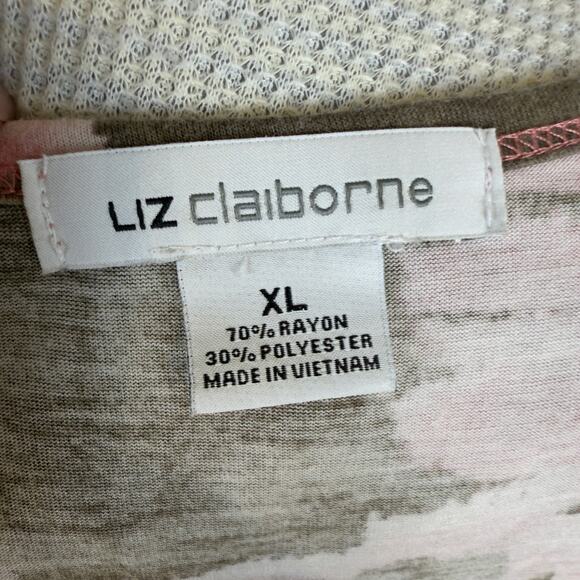 LIZ claiborne
XL
70% RAYON
30% POLYESTER
MADE IN VIETNAM